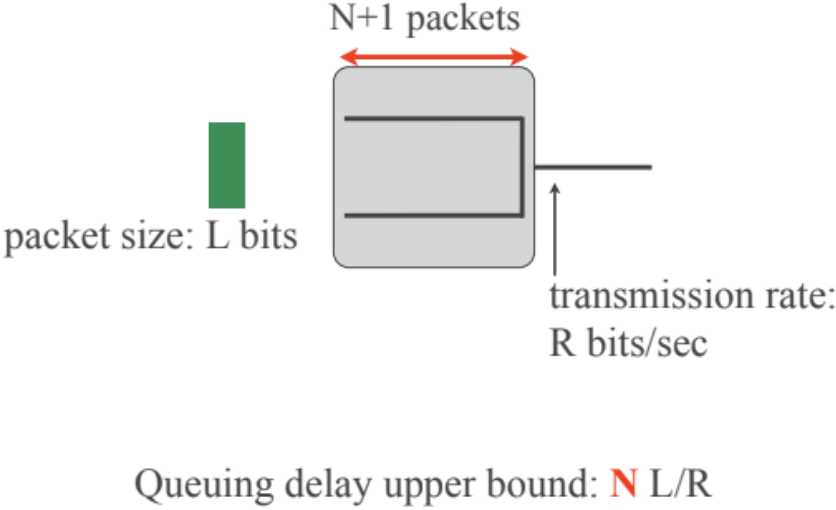 N+1 packets
packet size: L bits
transmission rate:
R bits/sec
Queuing delay upper bound: N L/R